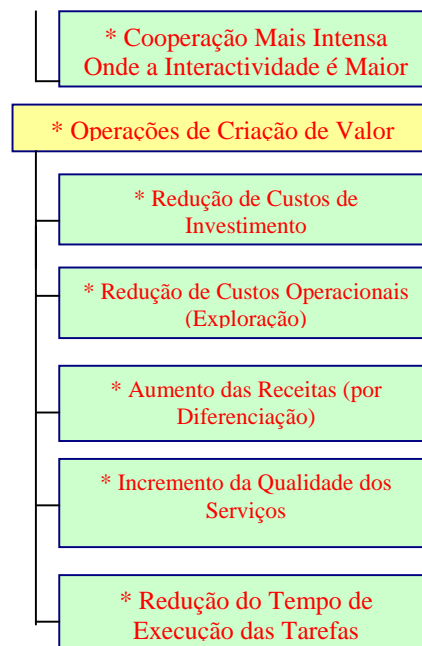 * Cooperação Mais Intensa
Onde a Interactividade é Maior
* Operações de Criação de Valor
* Redução de Custos de
Investimento
* Redução de Custos Operacionais
(Exploração)
* Aumento das Receitas (por
Diferenciação)
* Incremento da Qualidade dos
Serviços
* Redução do Tempo de
Execução das Tarefas